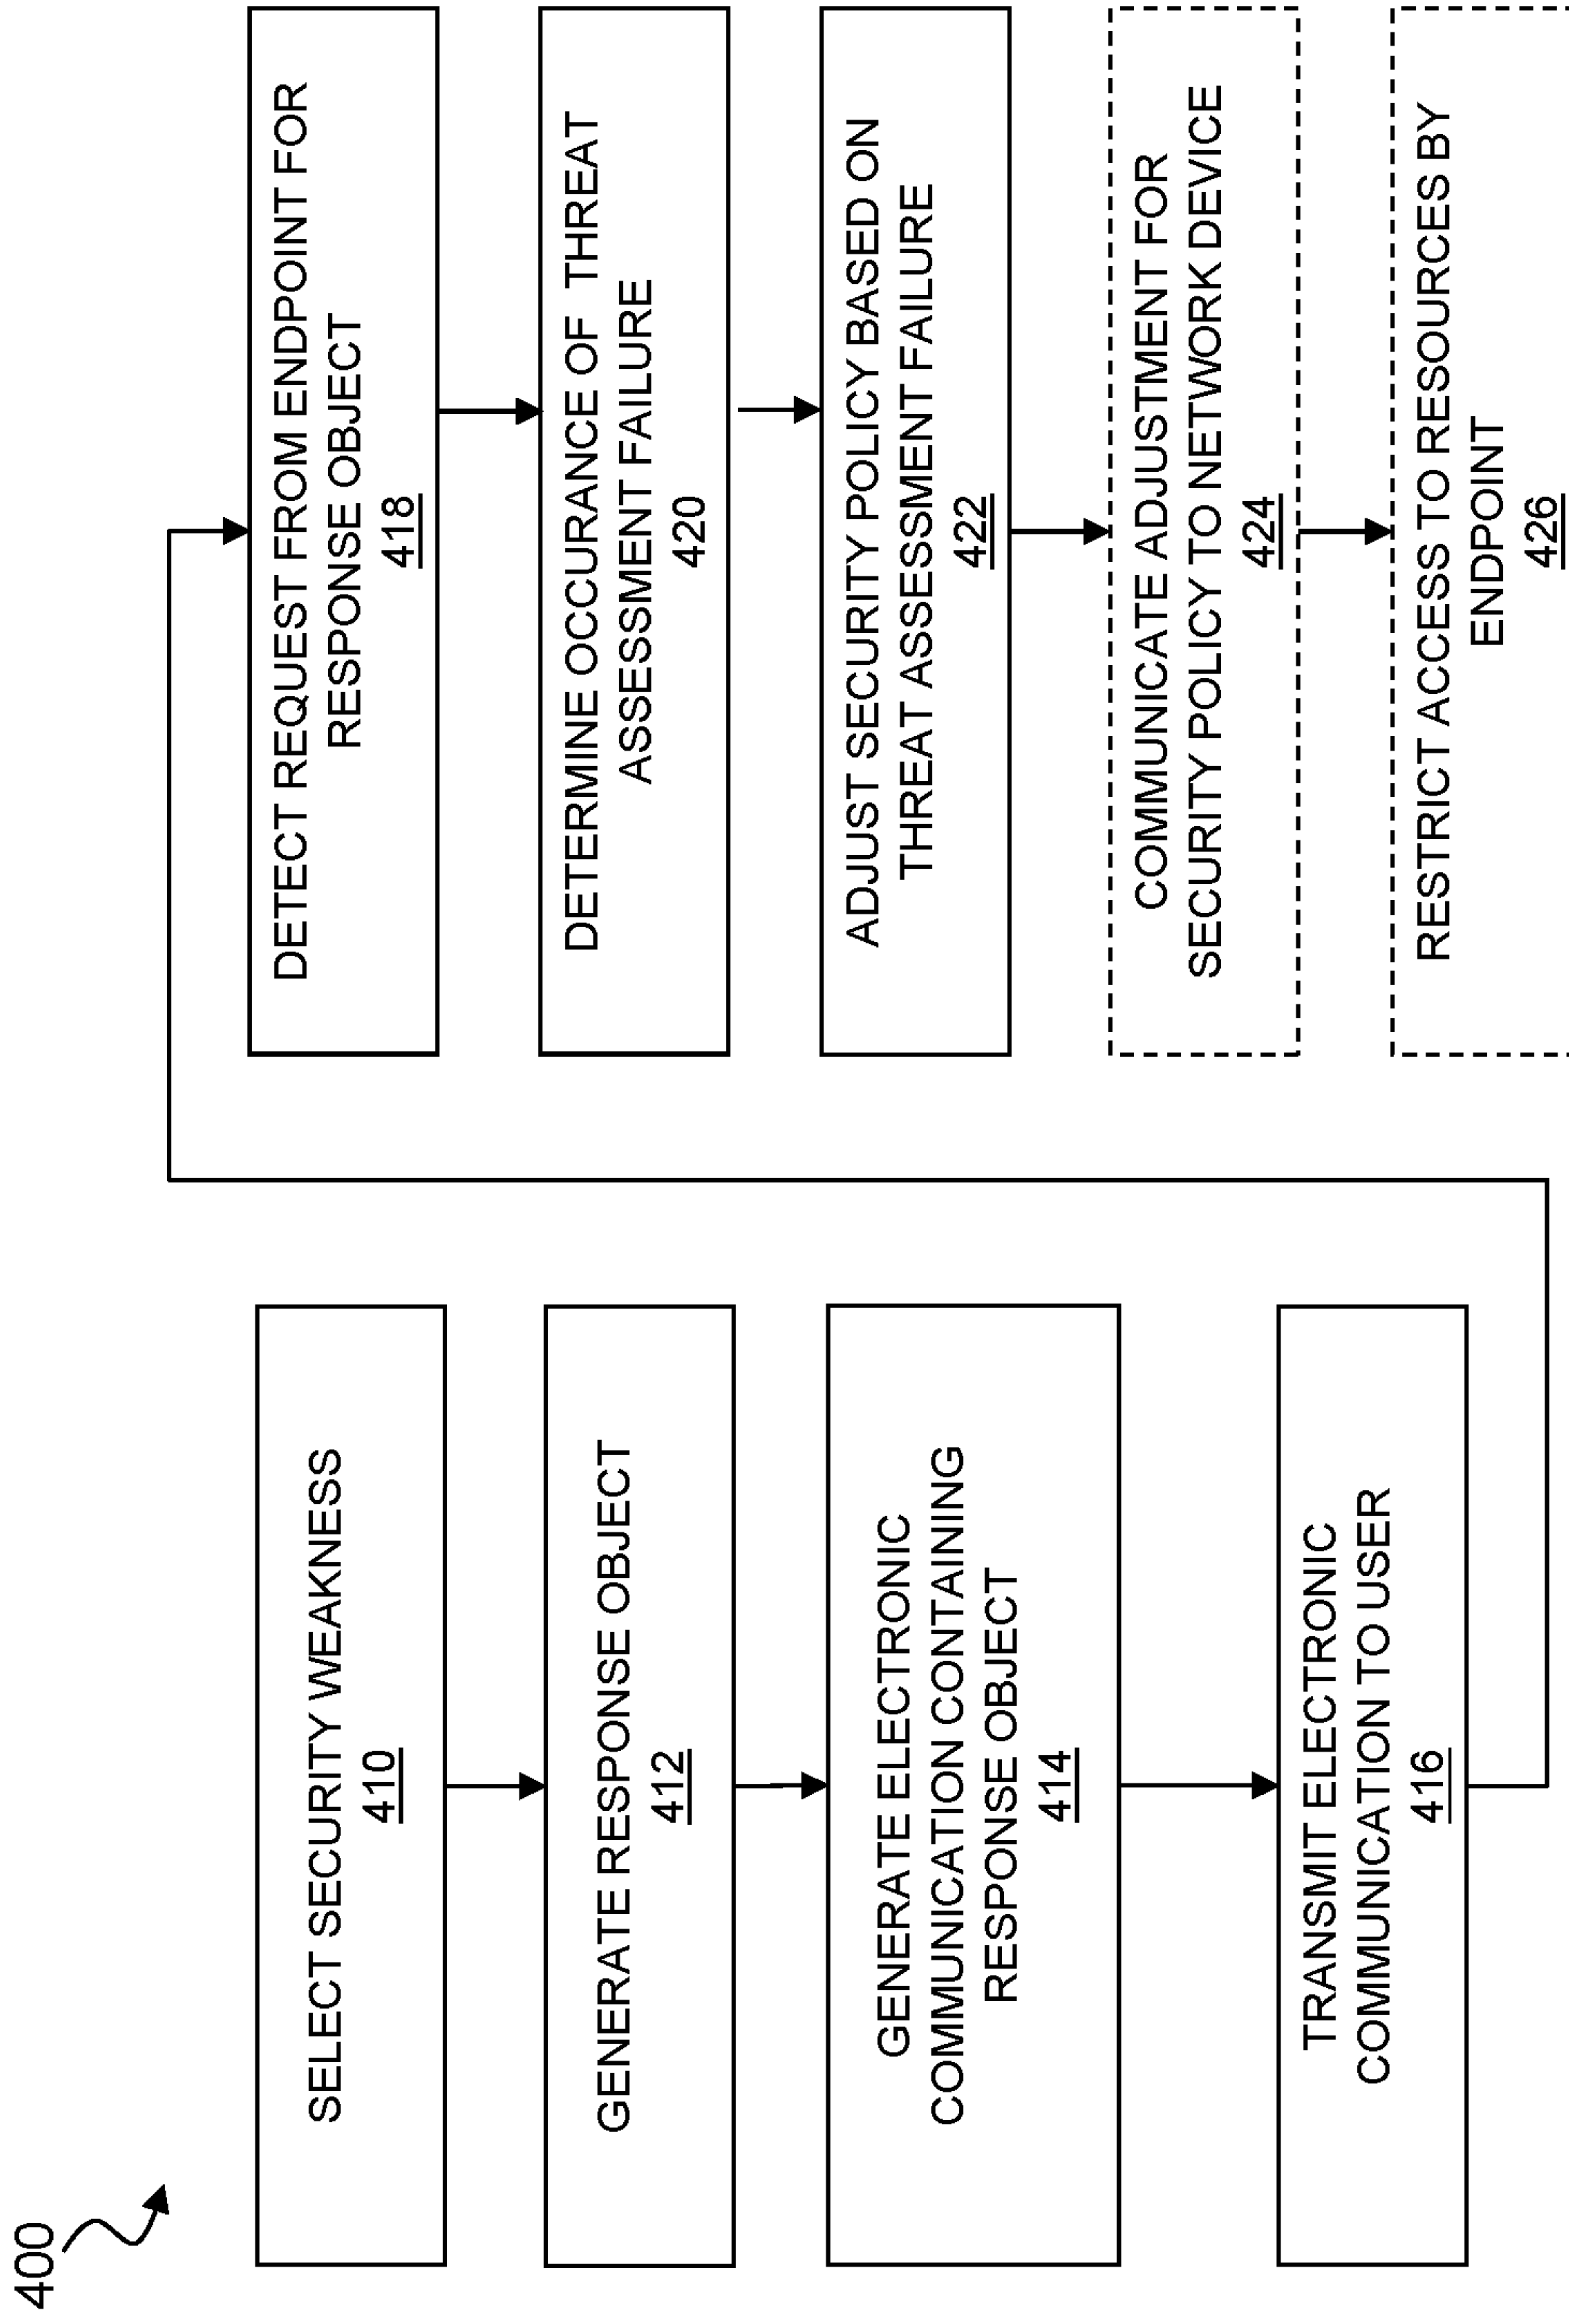 400
SELECT SECURITY WEAKNESS
410
GENERATE RESPONSE OBJECT
412
GENERATE ELECTRONIC
COMMUNICATION CONTAINING
RESPONSE OBJECT
414
TRANSMIT ELECTRONIC
COMMUNICATION TO USER
416
DETECT REQUEST FROM ENDPOINT FOR
RESPONSE OBJECT
418
DETERMINE OCCURANCE OF THREAT
ASSESSMENT FAILURE
420
ADJUST SECURITY POLICY BASED ON
THREAT ASSESSMENT FAILURE
422
COMMUNICATE ADJUSTMENT FOR
SECURITY POLICY TO NETWORK DEVICE
424
RESTRICT ACCESS TO RESOURCES BY
ENDPOINT
426